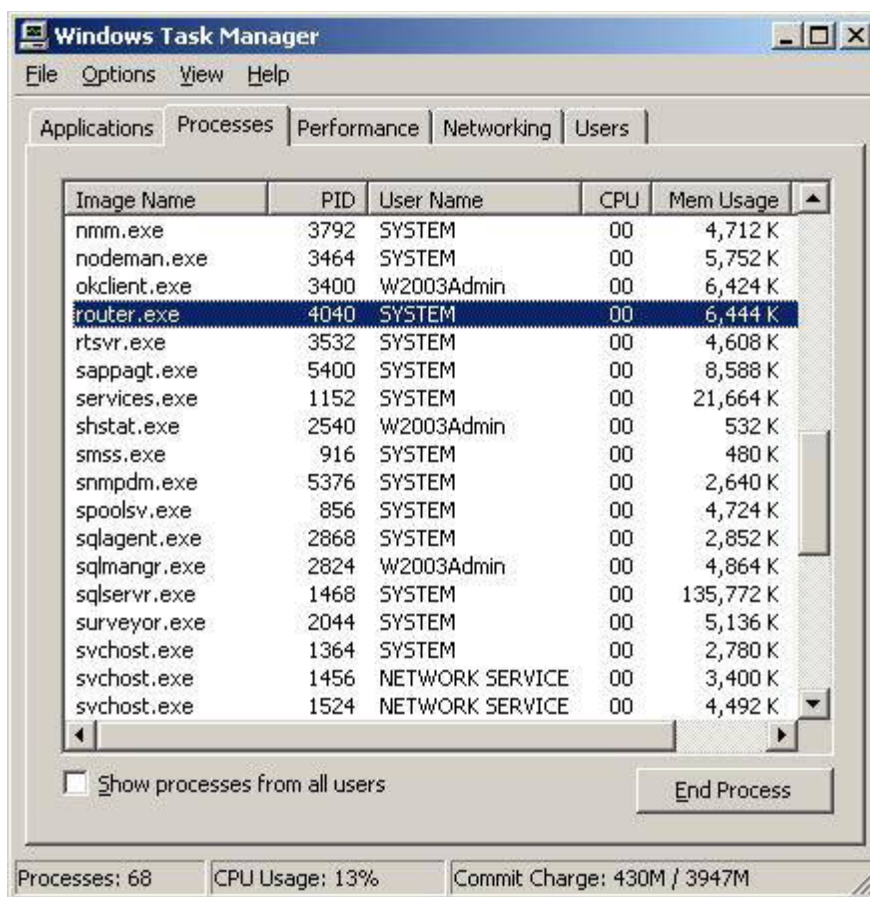 Windows Task Manager
File Options View Help
Applications Processes Performance Networking Users
Image Name PID User Name CPU Mem Usage
nmm.exe 3792 SYSTEM 00 4,712 K
nodeman.exe 3464 SYSTEM 00 5,752 K
okclient.exe 3400 W2003Admin 00 6,424 K
router.exe 4040 SYSTEM 00 6,444 K
rtsvr.exe 3532 SYSTEM 00 4,608 K
sappagt.exe 5400 SYSTEM 00 8,588 K
services.exe 1152 SYSTEM 00 21,664 K
shstat.exe 2540 W2003Admin 00 532 K
smss.exe 916 SYSTEM 00 480 K
snmpdm.exe 5376 SYSTEM 00 2,640 K
spoolsv.exe 856 SYSTEM 00 4,724 K
sqlagent.exe 2868 SYSTEM 00 2,852 K
sqlmangr.exe 2824 W2003Admin 00 4,864 K
sqlservr.exe 1468 SYSTEM 00 135,772 K
surveyor.exe 2044 SYSTEM 00 5,136 K
svchost.exe 1364 SYSTEM 00 2,780 K
svchost.exe 1456 NETWORK SERVICE 00 3,400 K
svchost.exe 1524 NETWORK SERVICE 00 4,492 K
Show processes from all users
End Process
Processes: 68 CPU Usage: 13% Commit Charge: 430M / 3947M